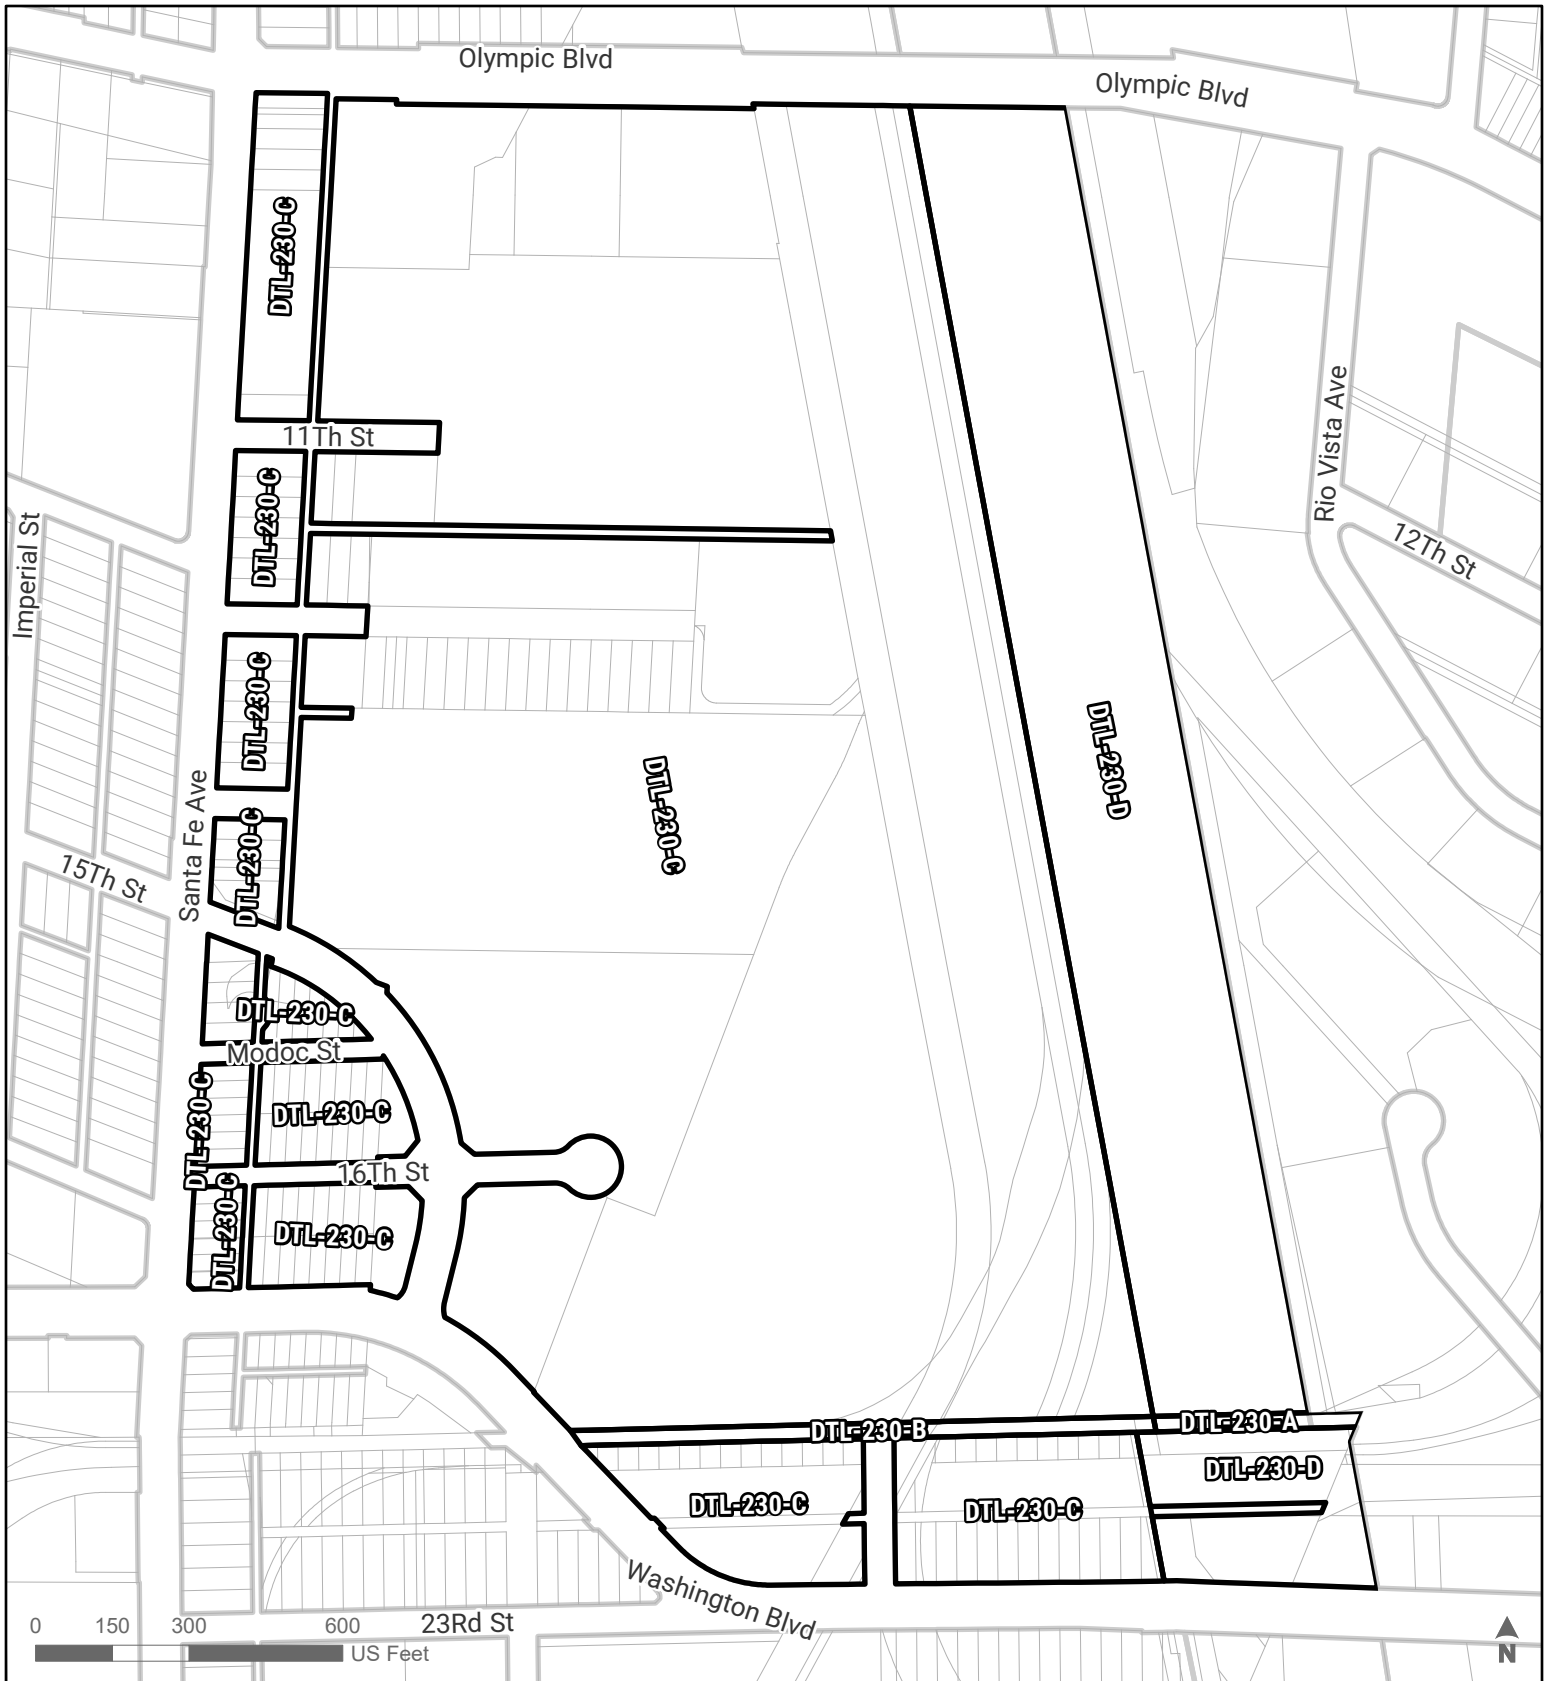 Olympic Blvd
Olympic Blvd
DTL-230-C
11Th St
Rio Vista Ave
DTL-230-C
Imperial St
12Th St
DTL-230-C
DTL-230-D
DTL-230-C
Santa Fe Ave
DTL-230-C
15Th St
DTL-230-C
Modoc St
DTL-230-C
DTL-230-C
16Th St
DTL-230-C
DTL-230-C
DTL-230-A
DTL-230-B
DTL-230-D
DTL-230-C
DTL-230-C
Washington Blvd
23Rd St
0 150 300 600
US Feet
N